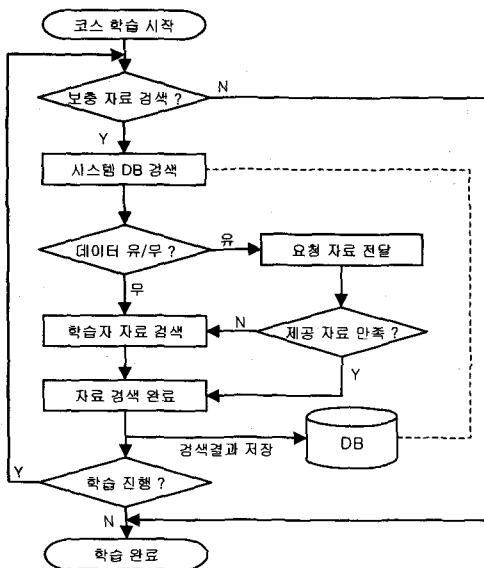 코스 학습 시작
보충 자료 검색 ?
N
Y
시스템 DB 검색
데이터 유/무 ?
유
요청 자료 전달
무
학습자 자료 검색
N
제공 자료 만족 ?
Y
자료 검색 완료
검색결과 저장
DB
Y
학습 진행 ?
N
학습 완료